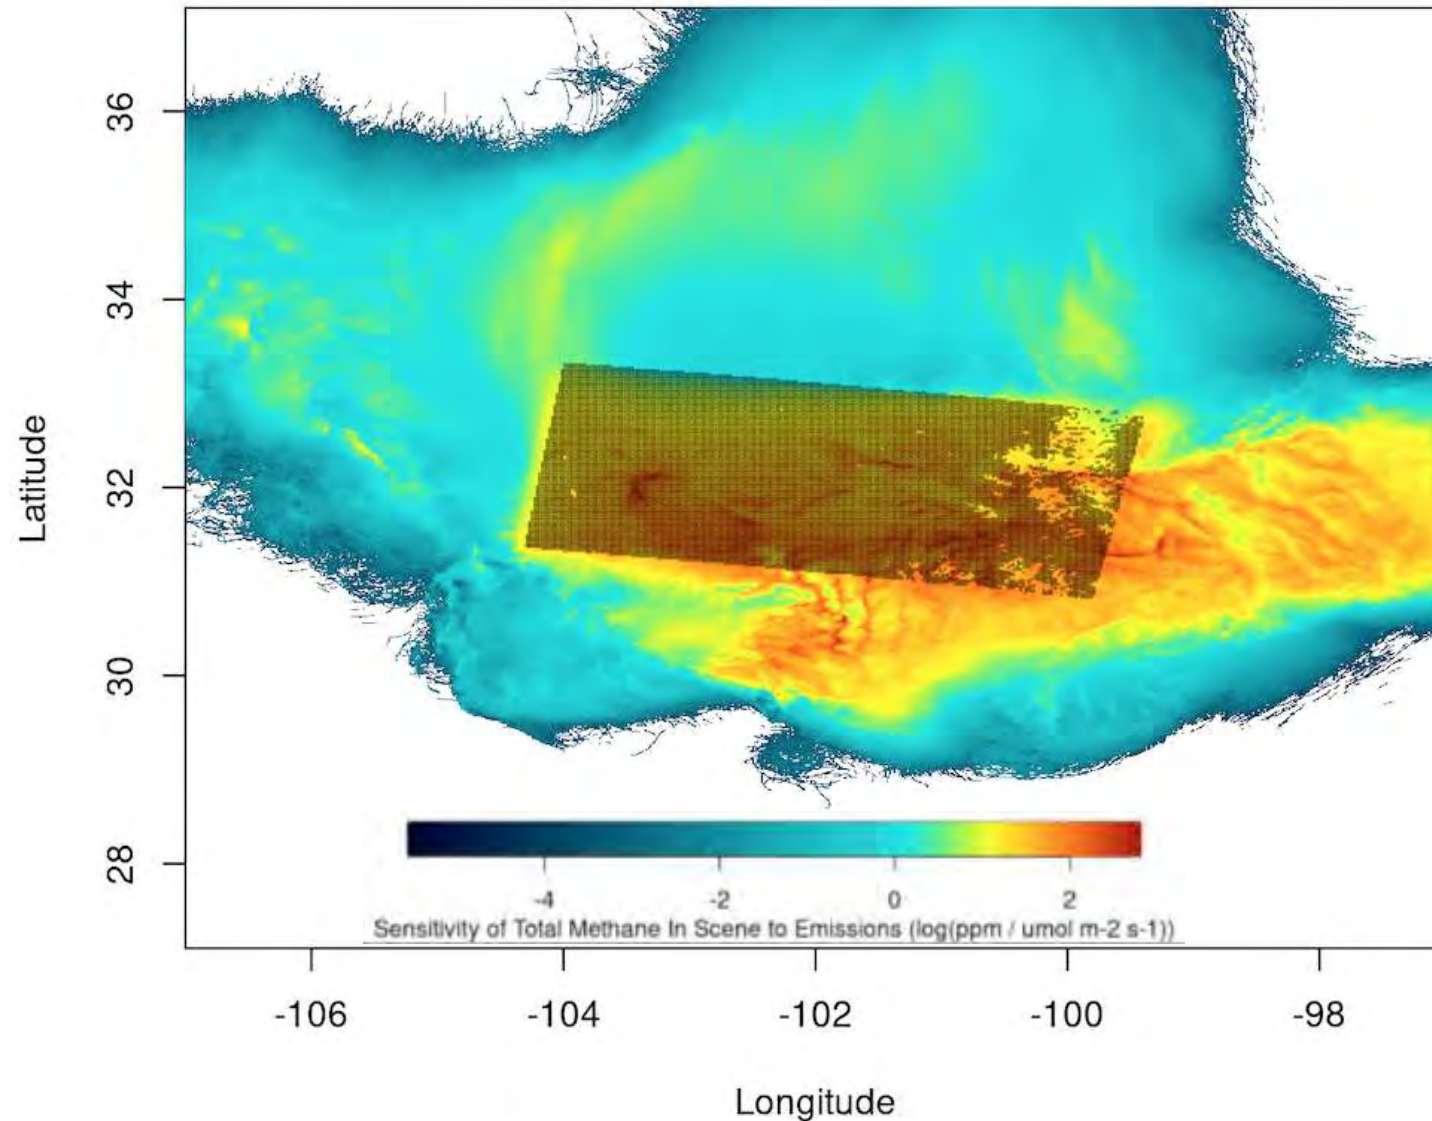 36
34
32
30
28
Latitude
-4 -2 0 2
Sensitivity of Total Methane In Scene to Emissions (log(ppm / umol m-2 s-1))
-106 -104 -102 -100 -98
Longitude